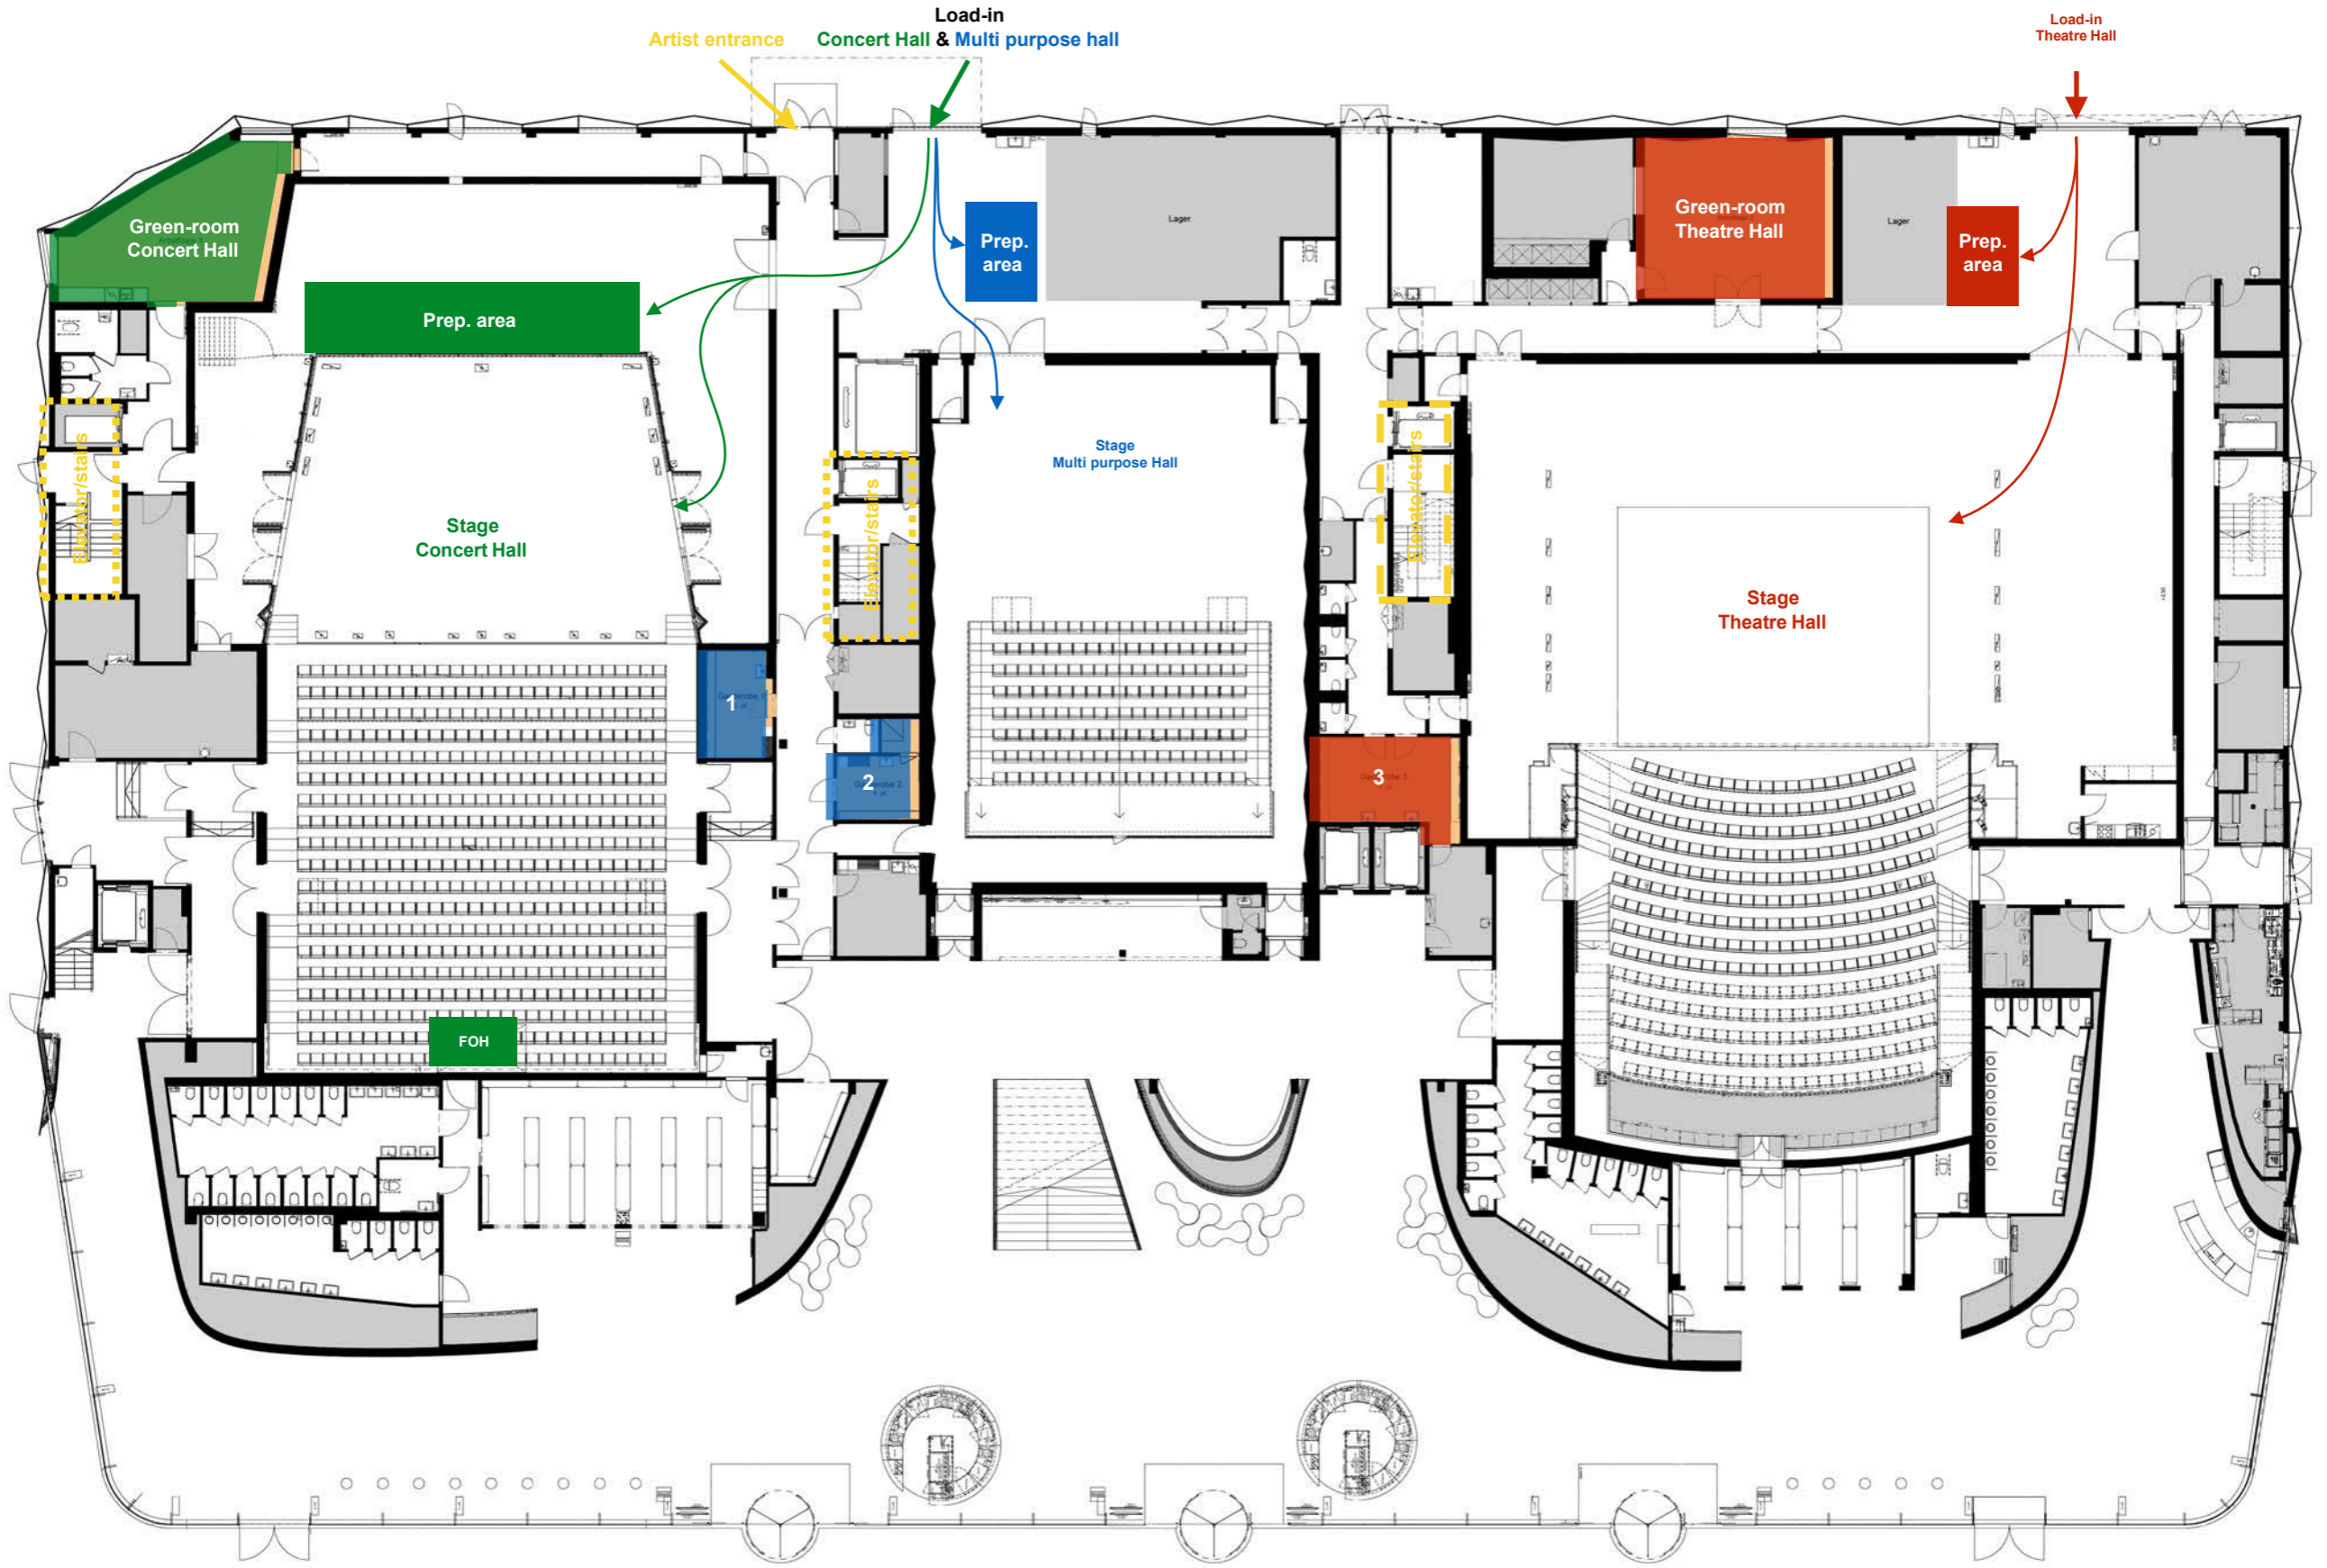 Load-in
Artist entrance
Concert Hall & Multi purpose hall
Load-in
Theatre Hall
Green-room
Concert Hall
Prep.
area
Lager
Green-room
Theatre Hall
Lager
Prep.
area
Prep. area
Elevator/stairs
Stage
Concert Hall
Elevator/stairs
Stage
Multi purpose Hall
Elevator/stairs
Stage
Theatre Hall
1
2
Garderobe 2
3
FOH